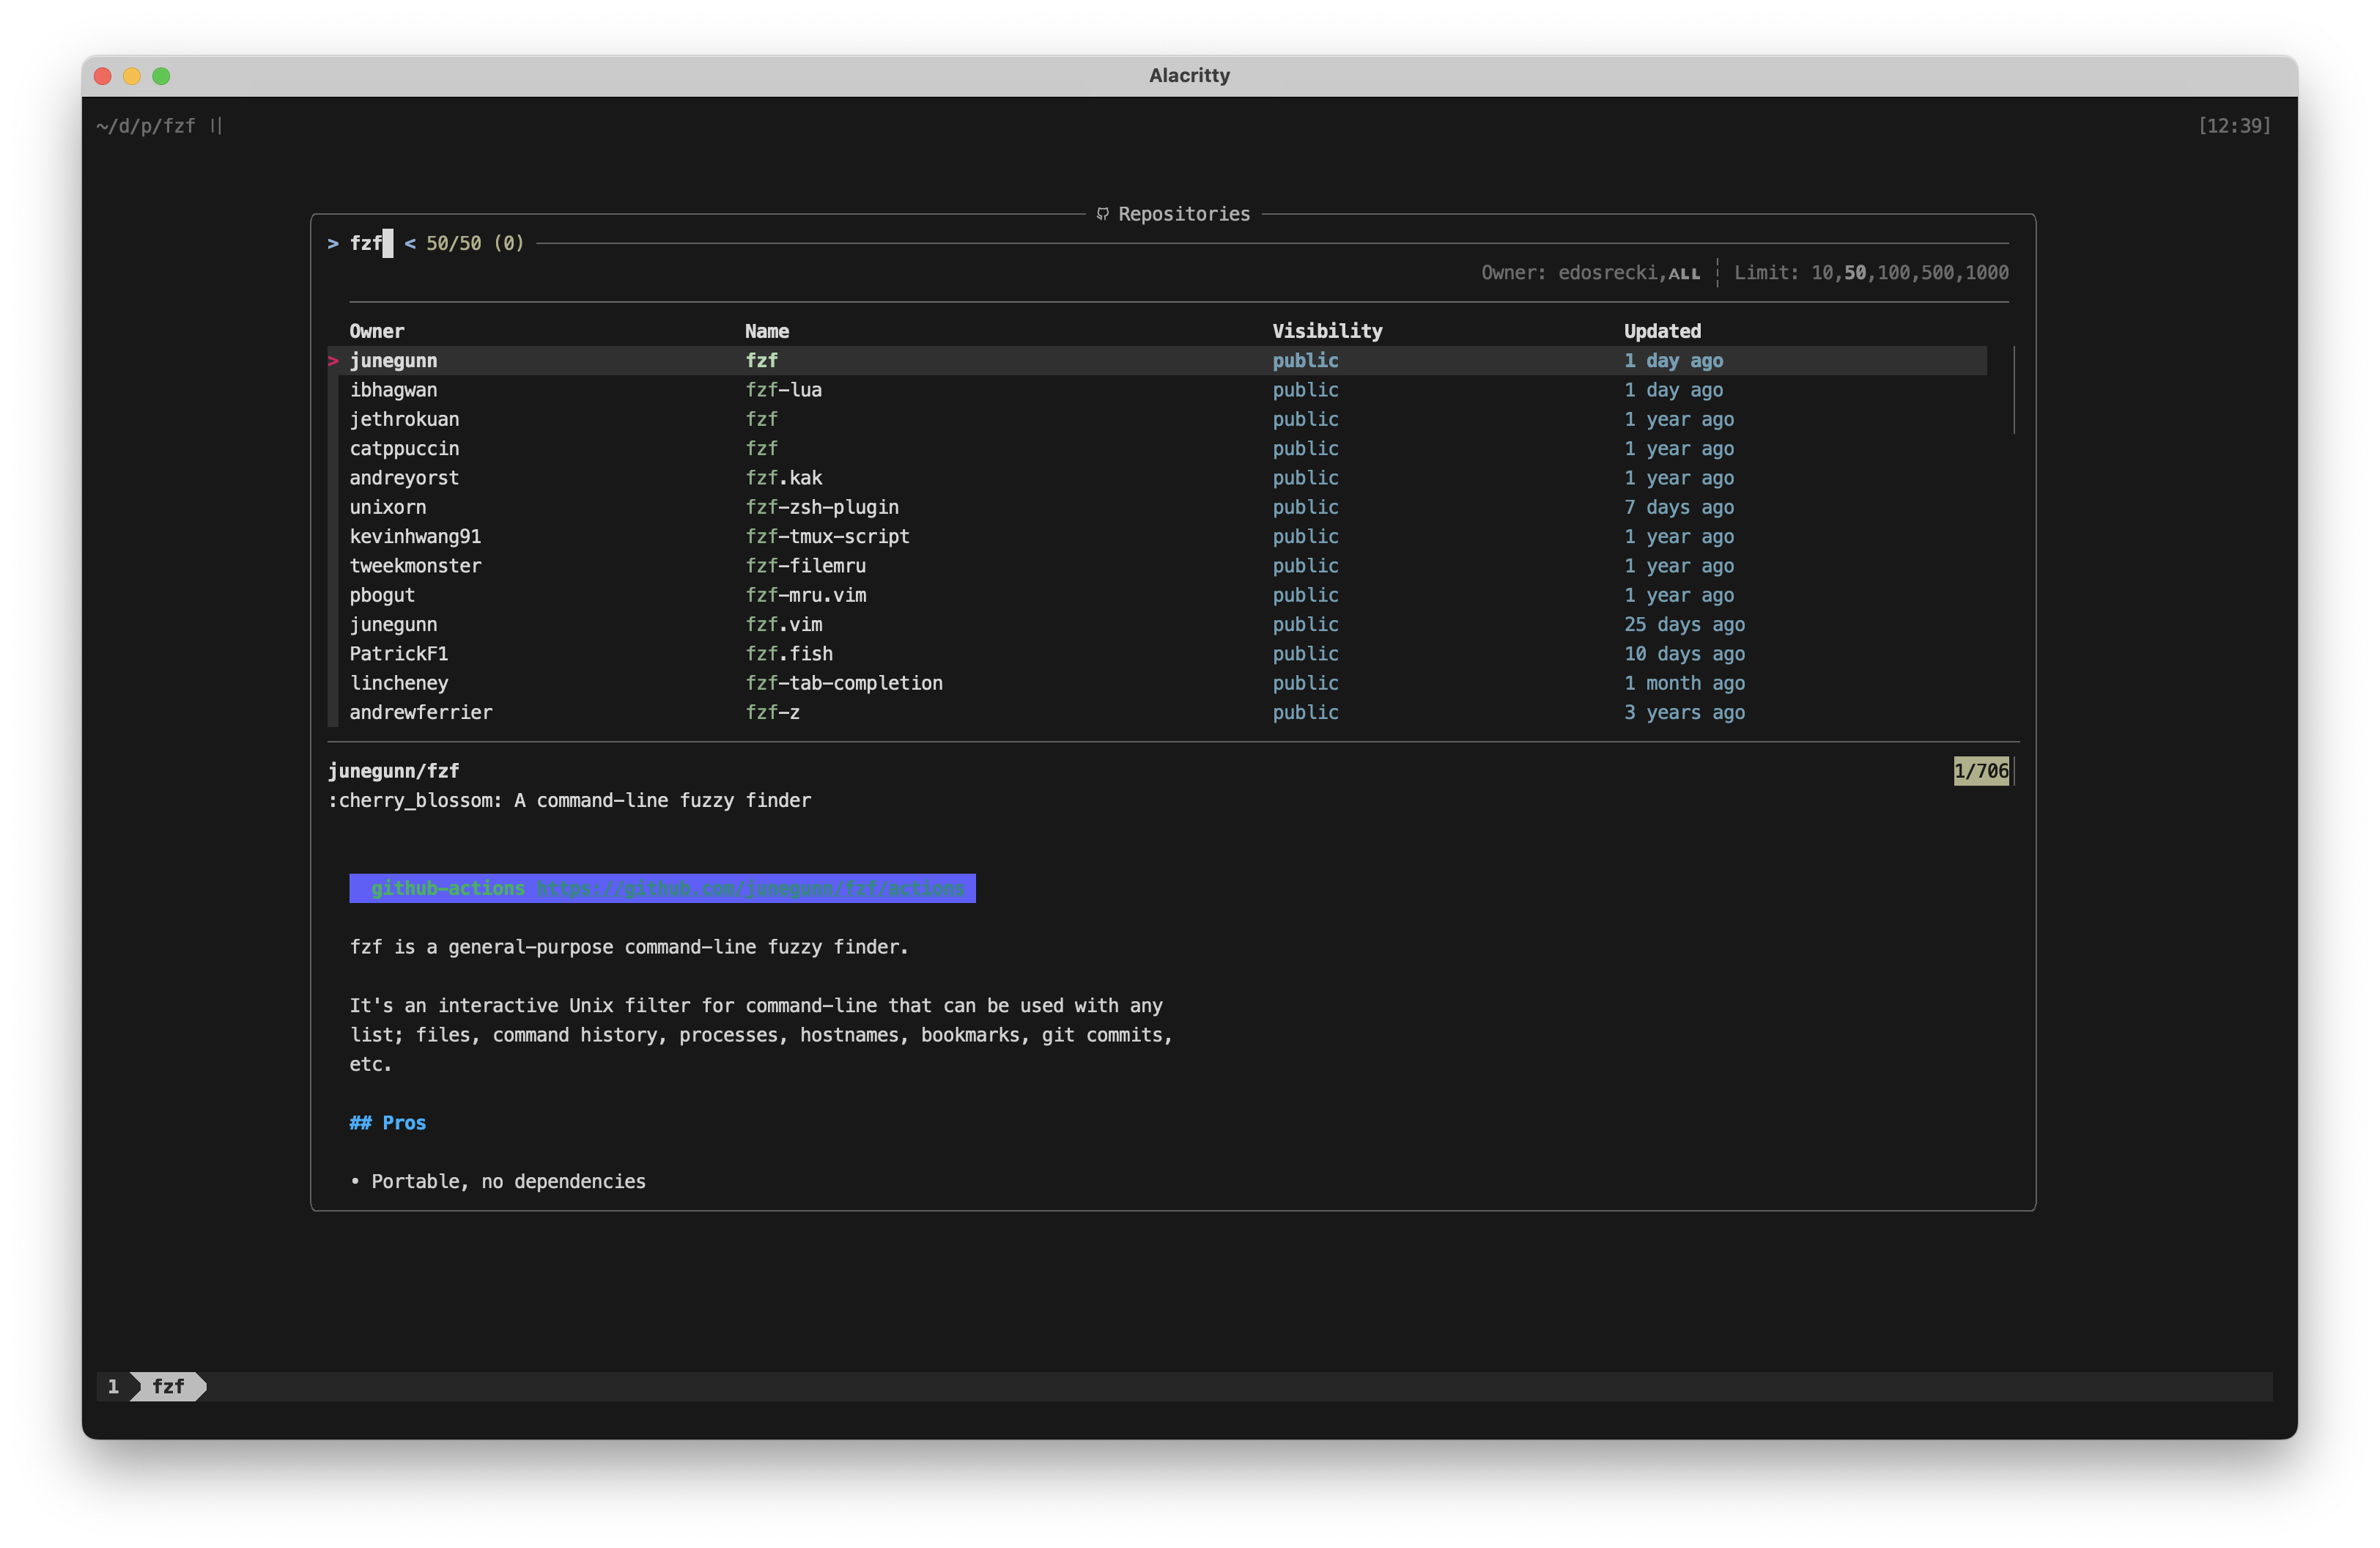 Alacritty
~/d/p/fzf ||
[12:39]
Repositories
> fzf < 50/50 (0)
Owner: edosrecki,ALL ¦ Limit: 10,50,100,500,1000
Owner Name Visibility Updated
> junegunn fzf public 1 day ago
ibhagwan fzf-lua public 1 day ago
jethrokuan fzf public 1 year ago
catppuccin fzf public 1 year ago
andreyorst fzf.kak public 1 year ago
unixorn fzf-zsh-plugin public 7 days ago
kevinhwang91 fzf-tmux-script public 1 year ago
tweekmonster fzf-filemru public 1 year ago
pbogut fzf-mru.vim public 1 year ago
junegunn fzf.vim public 25 days ago
PatrickF1 fzf.fish public 10 days ago
lincheney fzf-tab-completion public 1 month ago
andrewferrier fzf-z public 3 years ago
junegunn/fzf 1/706
:cherry_blossom: A command-line fuzzy finder
github-actions https://github.com/junegunn/fzf/actions
fzf is a general-purpose command-line fuzzy finder.
It's an interactive Unix filter for command-line that can be used with any
list; files, command history, processes, hostnames, bookmarks, git commits,
etc.
## Pros
• Portable, no dependencies
1 fzf